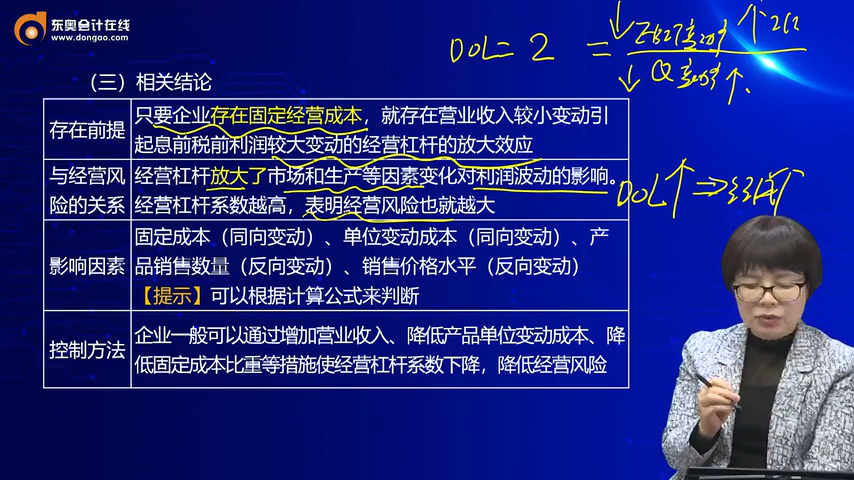 东奥会计在线
www.dongao.com
DOL = 2 =
（三）相关结论
存在前提
只要企业存在固定经营成本，就存在营业收入较小变动引
起息前税前利润较大变动的经营杠杆的放大效应
与经营风
险的关系
经营杠杆放大了市场和生产等因素变化对利润波动的影响。
经营杠杆系数越高，表明经营风险也就越大
DOL↑⇒
影响因素
固定成本（同向变动）、单位变动成本（同向变动）、产
品销售数量（反向变动）、销售价格水平（反向变动）
【提示】可以根据计算公式来判断
控制方法
企业一般可以通过增加营业收入、降低产品单位变动成本、降
低固定成本比重等措施使经营杠杆系数下降，降低经营风险